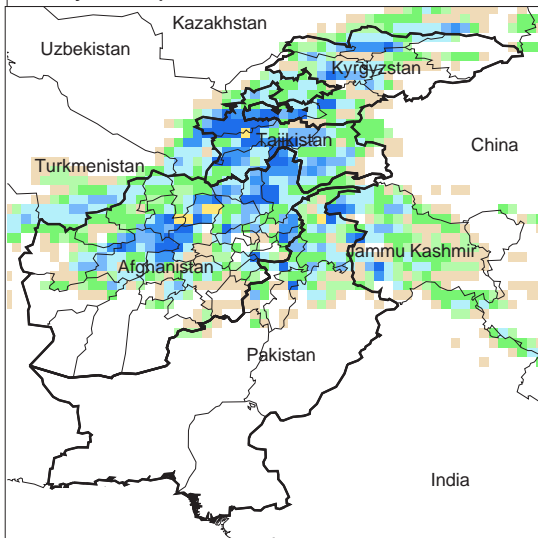 Kazakhstan
Uzbekistan
Kyrgyzstan
China
Tajikistan
Turkmenistan
Jammu Kashmir
Afghanistan
Pakistan
India